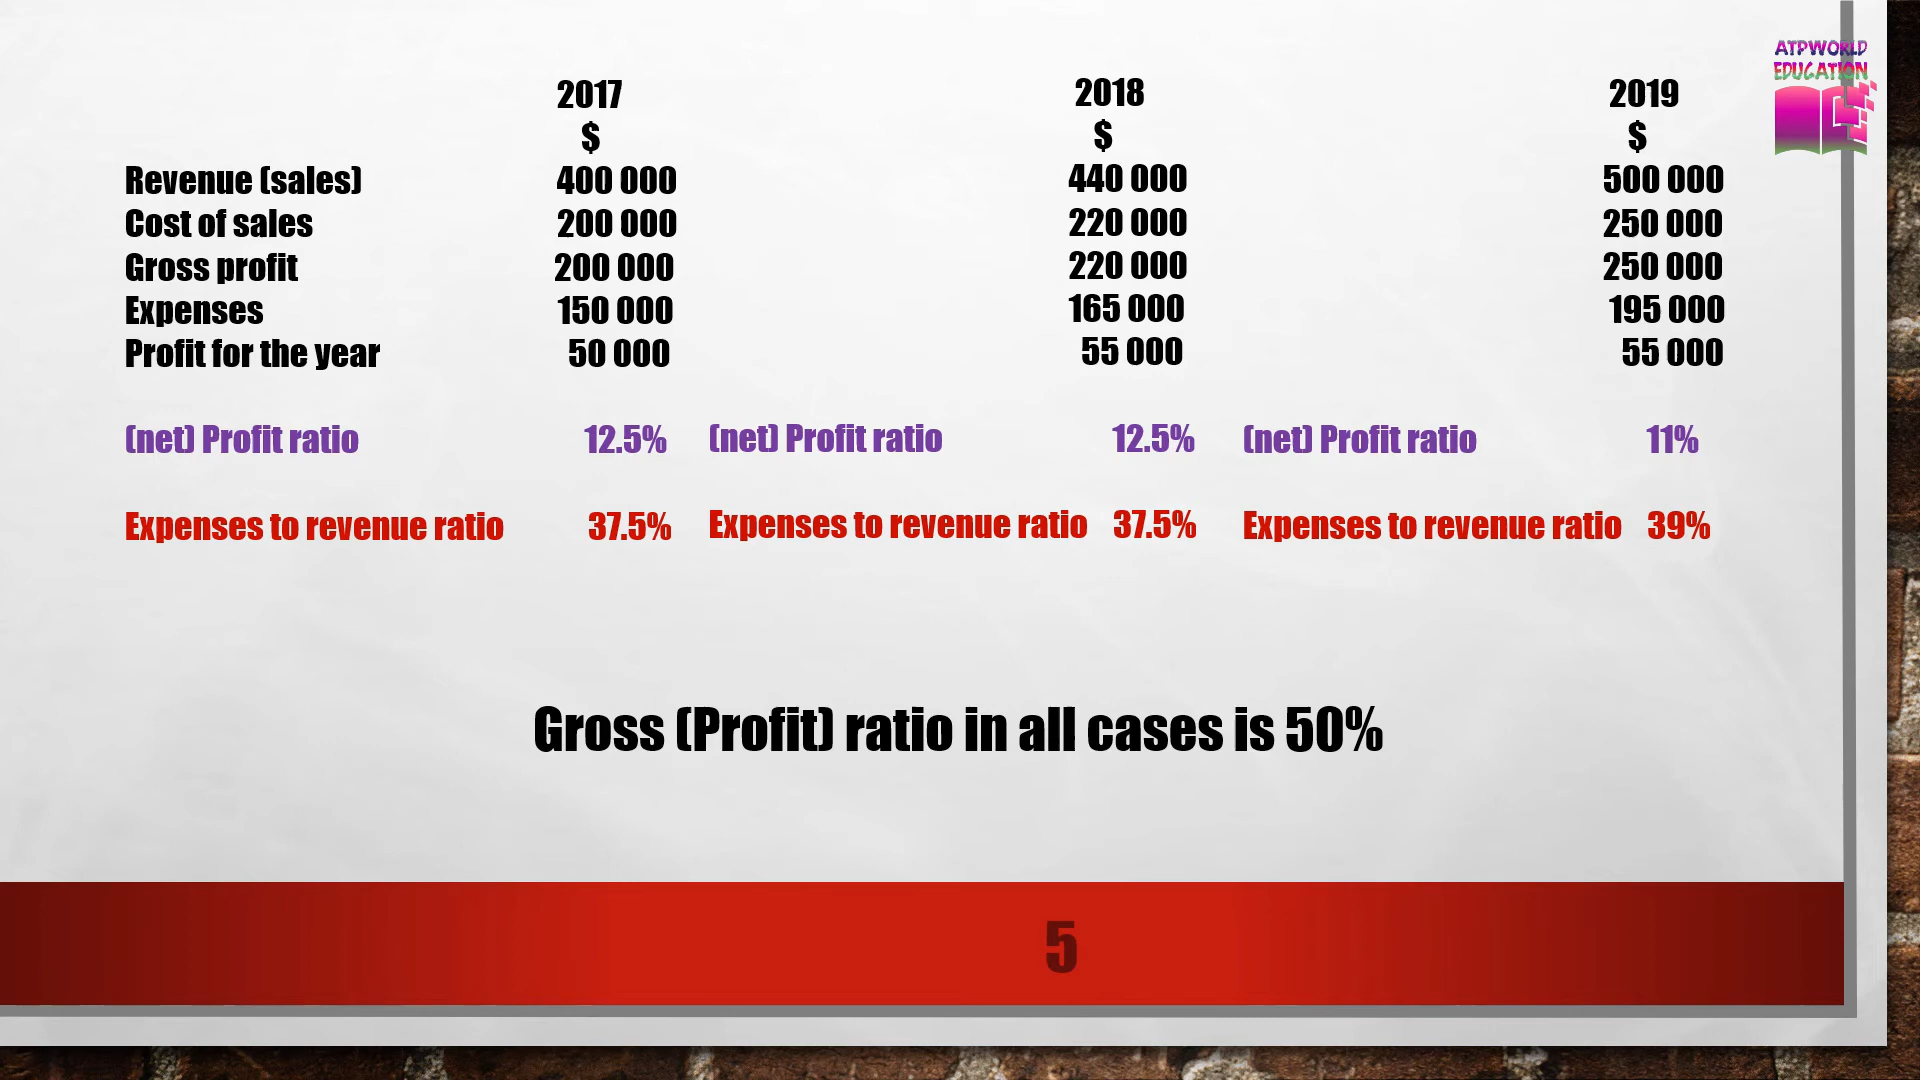 ATPWORLD
EDUCATION
2017 2018 2019
$ $ $
Revenue (sales) 400 000 440 000 500 000
Cost of sales 200 000 220 000 250 000
Gross profit 200 000 220 000 250 000
Expenses 150 000 165 000 195 000
Profit for the year 50 000 55 000 55 000
(net) Profit ratio 12.5% (net) Profit ratio 12.5% (net) Profit ratio 11%
Expenses to revenue ratio 37.5% Expenses to revenue ratio 37.5% Expenses to revenue ratio 39%
Gross (Profit) ratio in all cases is 50%
5